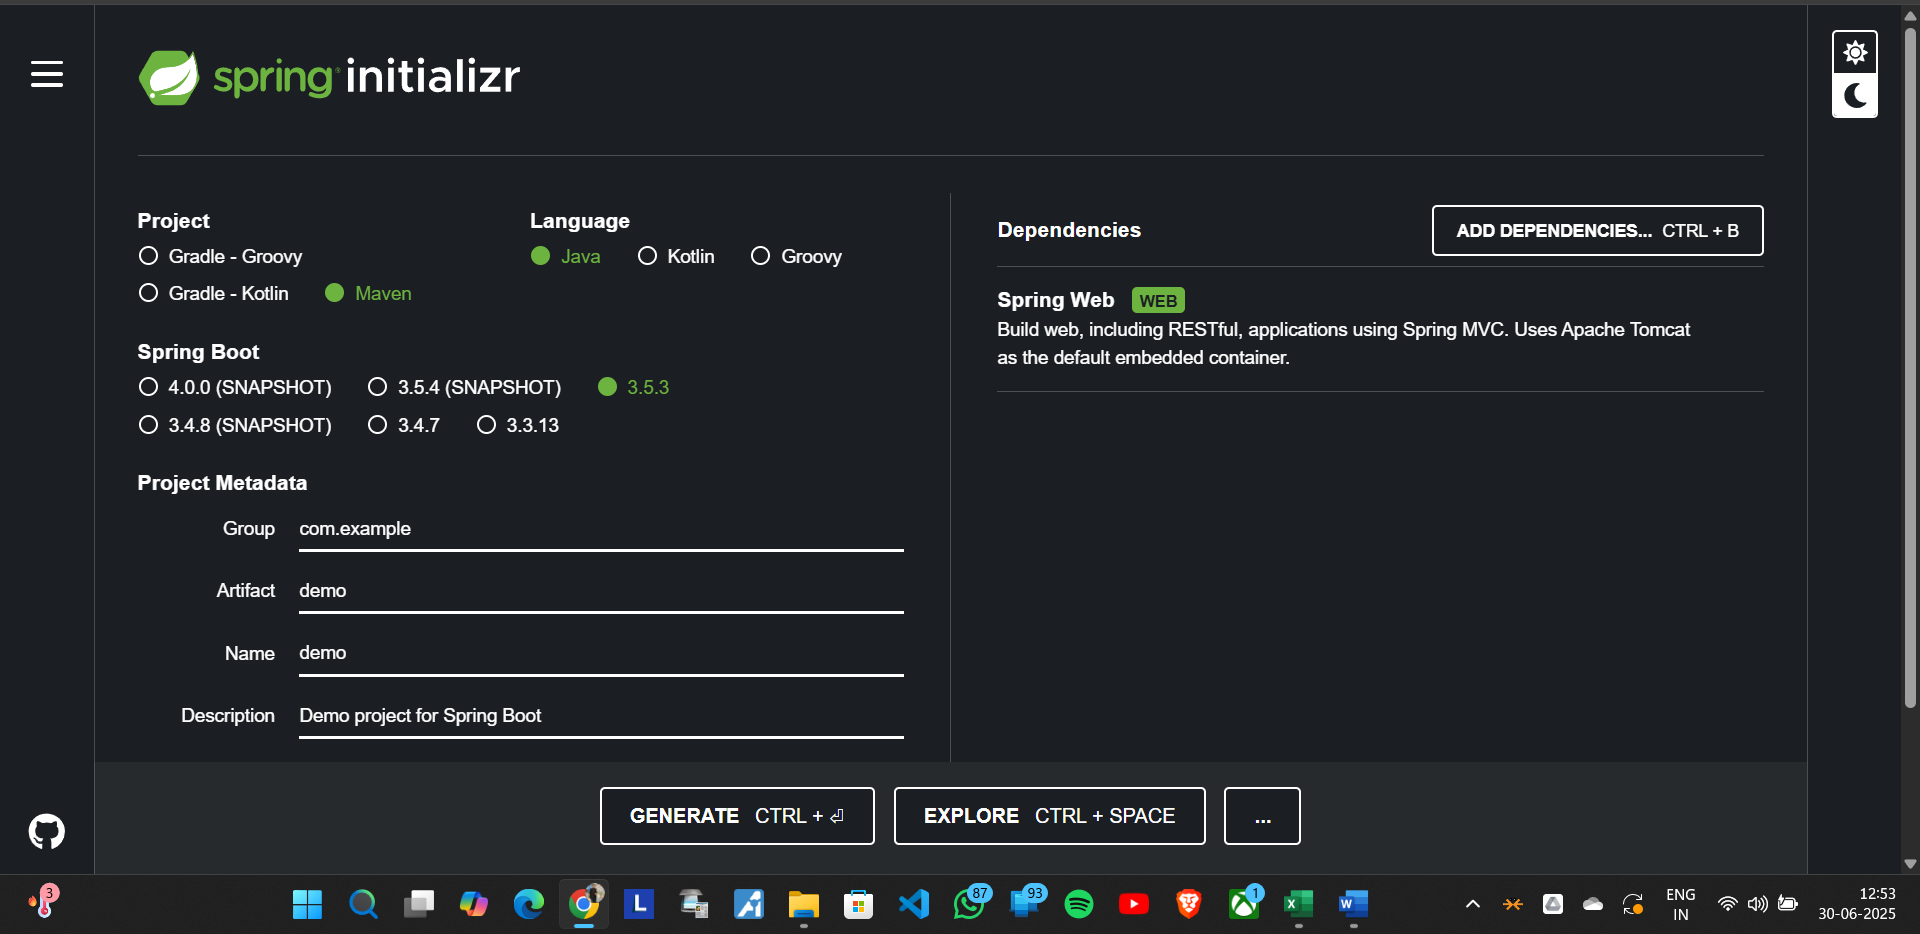 spring initializr
Project
Gradle - Groovy
Gradle - Kotlin Maven
Language
Java Kotlin Groovy
Spring Boot
4.0.0 (SNAPSHOT) 3.5.4 (SNAPSHOT) 3.5.3
3.4.8 (SNAPSHOT) 3.4.7 3.3.13
Project Metadata
Group com.example
Artifact demo
Name demo
Description Demo project for Spring Boot
Dependencies
ADD DEPENDENCIES... CTRL + B
Spring Web WEB
Build web, including RESTful, applications using Spring MVC. Uses Apache Tomcat
as the default embedded container.
GENERATE CTRL + ⏎
EXPLORE CTRL + SPACE
...
3
L
87
93
1
X
W
ENG
IN
12:53
30-06-2025